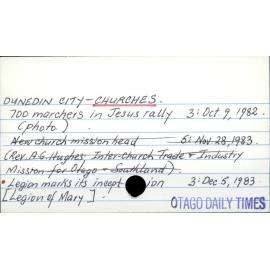 DUNEDIN CITY - CHURCHES.
700 marchers in Jesus rally 3: Oct. 9, 1982.
(photo.)
New church mission head 5: Nov. 28, 1983.
(Rev. A.G. Hughes, Inter-Church Trade + Industry
Mission for Otago + Southland).
• Legion marks its incept ion 3: Dec. 5, 1983
[Legion of Mary].
OTAGO DAILY TIMES